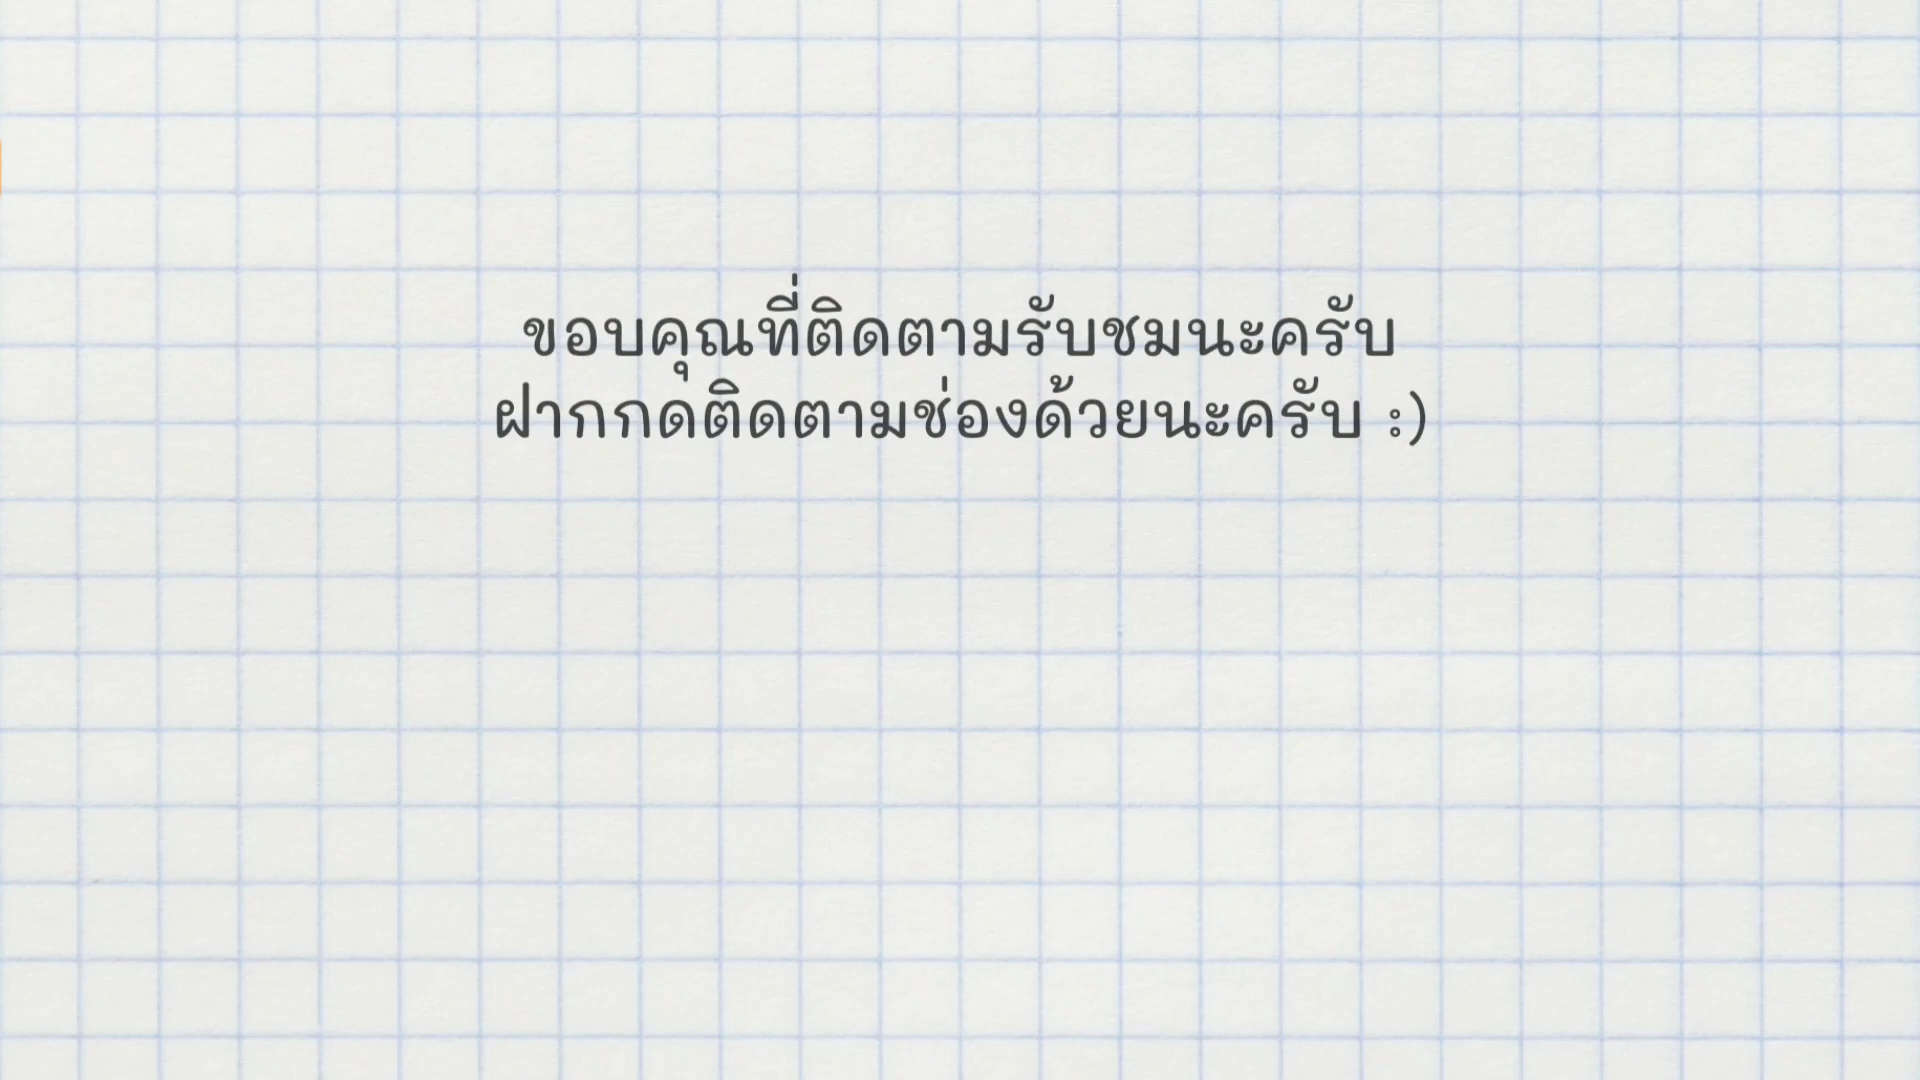 ขอบคุณที่ติดตามรับชมนะครับ
ฝากกดติดตามช่องด้วยนะครับ :)